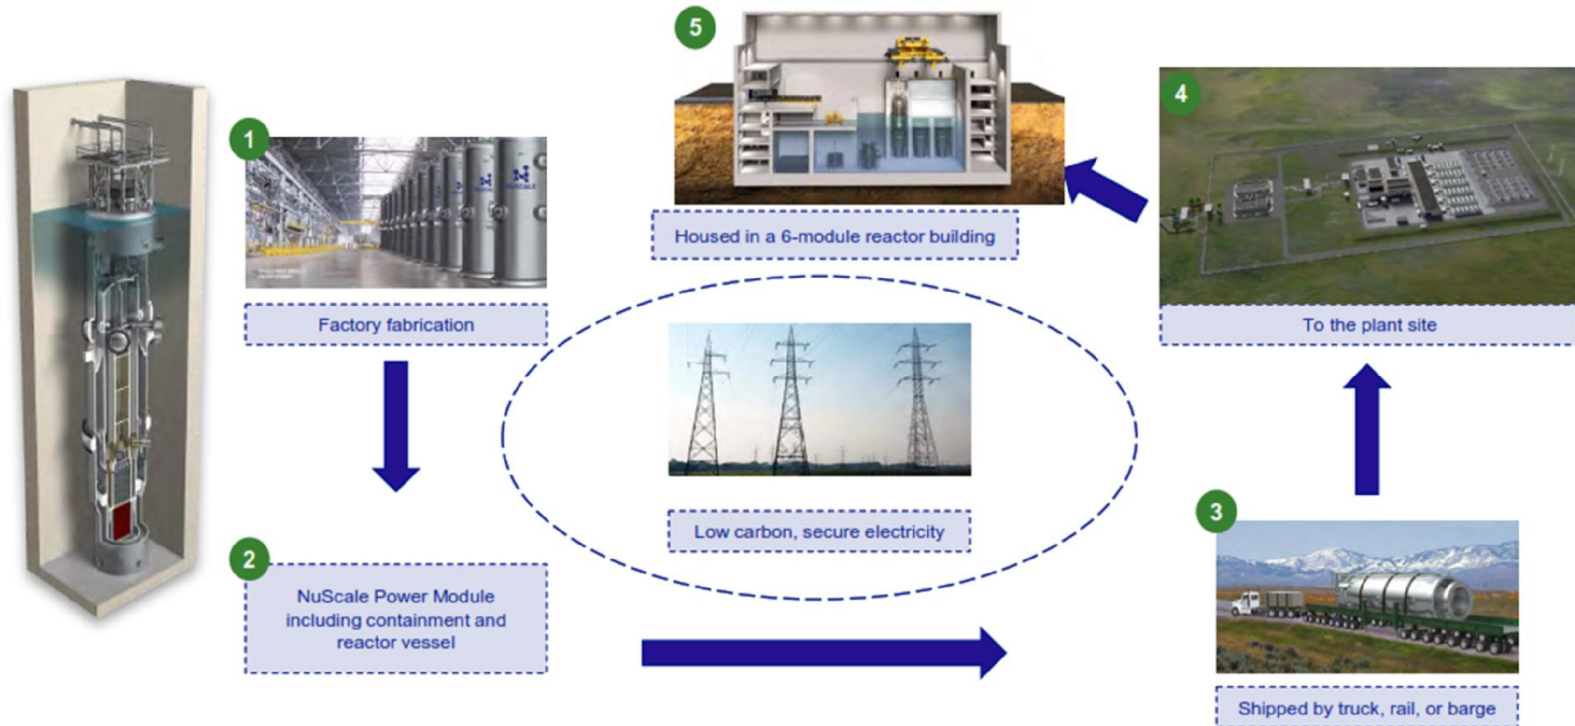 1
Factory fabrication
2
NuScale Power Module
including containment and
reactor vessel
3
Shipped by truck, rail, or barge
4
To the plant site
5
Housed in a 6-module reactor building
Low carbon, secure electricity
NUSCALE